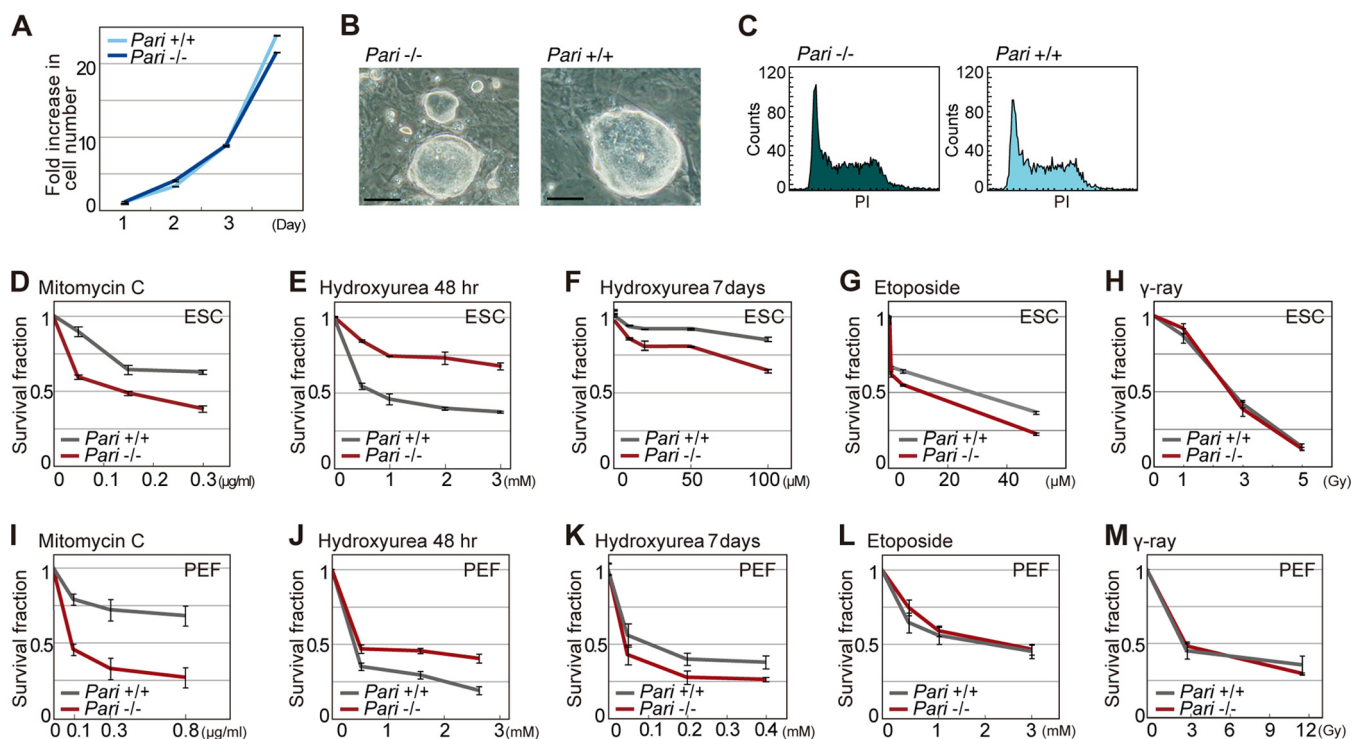 A
Pari +/+
Pari -/-
Fold increase in
cell number
20
10
0
1 2 3 (Day)
B
Pari -/-
Pari +/+
C
Pari -/-
Counts
120
80
40
0
PI
Pari +/+
Counts
120
80
40
0
PI
D Mitomycin C
ESC
Survival fraction
1
0.5
0
Pari +/+
Pari -/-
0 0.1 0.2 0.3 (µg/ml)
E Hydroxyurea 48 hr
ESC
Survival fraction
1
0.5
0
Pari +/+
Pari -/-
0 1 2 3 (mM)
F Hydroxyurea 7 days
ESC
Survival fraction
1
0.5
0
Pari +/+
Pari -/-
0 50 100 (µM)
G Etoposide
ESC
Survival fraction
1
0.5
0
Pari +/+
Pari -/-
0 20 40 (µM)
H γ-ray
ESC
Survival fraction
1
0.5
0
Pari +/+
Pari -/-
0 1 3 5 (Gy)
I Mitomycin C
PEF
Survival fraction
1
0.5
0
Pari +/+
Pari -/-
0 0.1 0.3 0.8 (µg/ml)
J Hydroxyurea 48 hr
PEF
Survival fraction
1
0.5
0
Pari +/+
Pari -/-
0 1 2 3 (mM)
K Hydroxyurea 7 days
PEF
Survival fraction
1
0.5
0
Pari +/+
Pari -/-
0 0.2 0.4 (mM)
L Etoposide
PEF
Survival fraction
1
0.5
0
Pari +/+
Pari -/-
0 1 2 3 (mM)
M γ-ray
PEF
Survival fraction
1
0.5
0
Pari +/+
Pari -/-
0 3 6 9 12 (Gy)